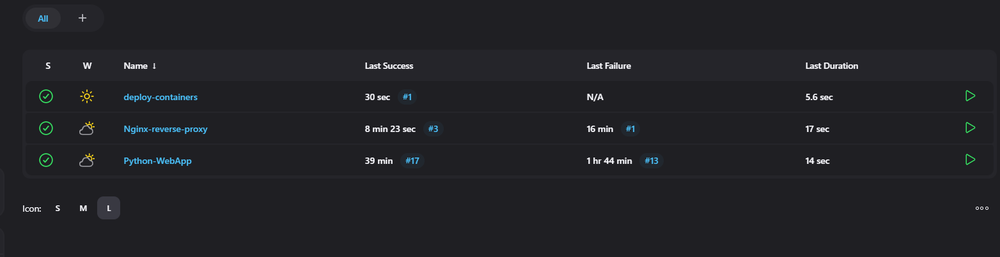 All +
S W Name ↓ Last Success Last Failure Last Duration
deploy-containers 30 sec #1 N/A 5.6 sec
Nginx-reverse-proxy 8 min 23 sec #3 16 min #1 17 sec
Python-WebApp 39 min #17 1 hr 44 min #13 14 sec
Icon: S M L